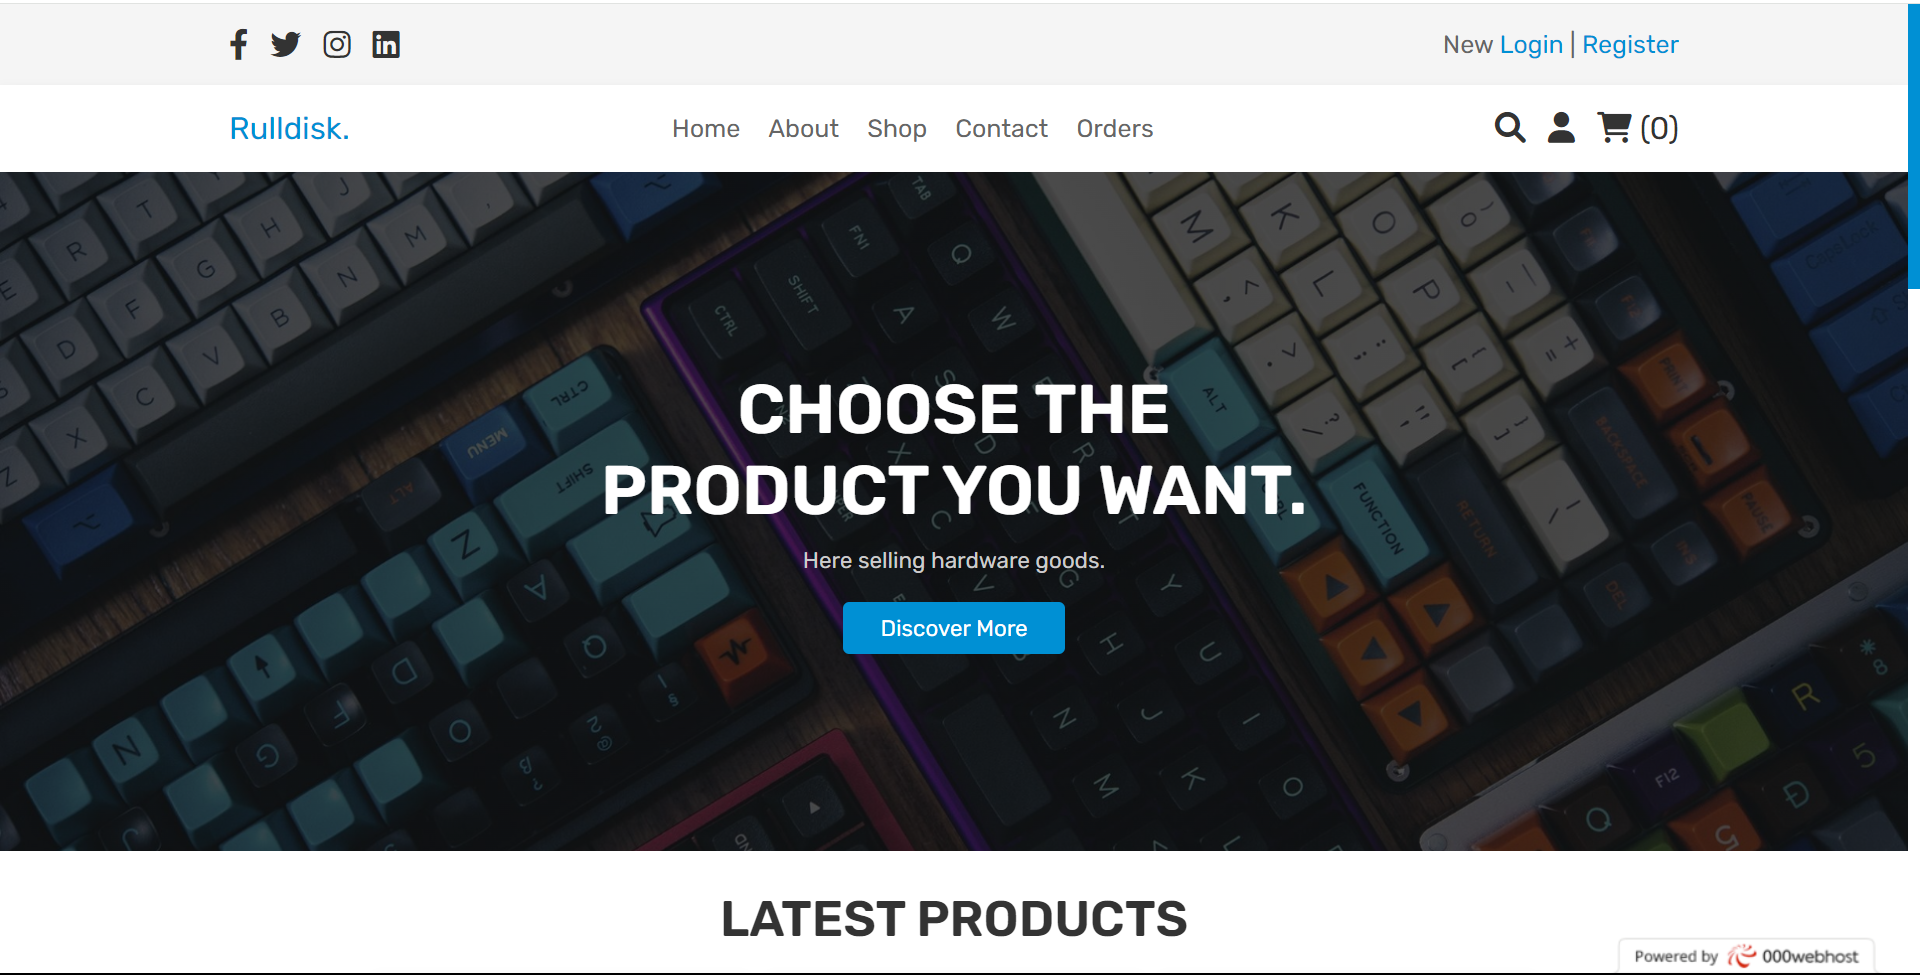 New Login | Register
Rulldisk.
Home About Shop Contact Orders
(0)
CHOOSE THE
PRODUCT YOU WANT.
Here selling hardware goods.
Discover More
LATEST PRODUCTS
Powered by 000webhost